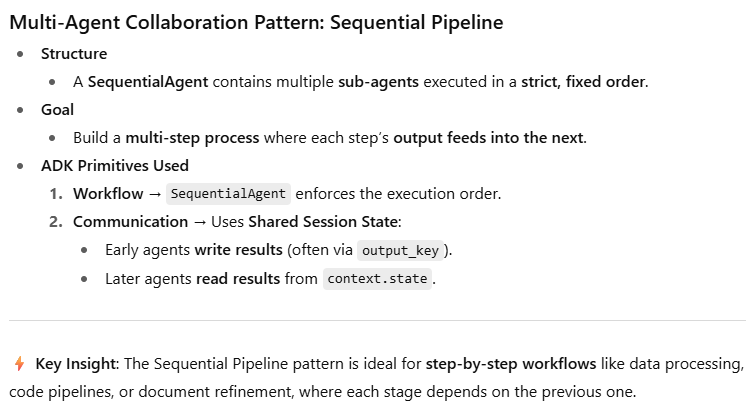 Multi-Agent Collaboration Pattern: Sequential Pipeline
• Structure
• A SequentialAgent contains multiple sub-agents executed in a strict, fixed order.
• Goal
• Build a multi-step process where each step's output feeds into the next.
• ADK Primitives Used
1. Workflow → SequentialAgent enforces the execution order.
2. Communication → Uses Shared Session State:
• Early agents write results (often via output_key).
• Later agents read results from context.state.
⚡ Key Insight: The Sequential Pipeline pattern is ideal for step-by-step workflows like data processing,
code pipelines, or document refinement, where each stage depends on the previous one.